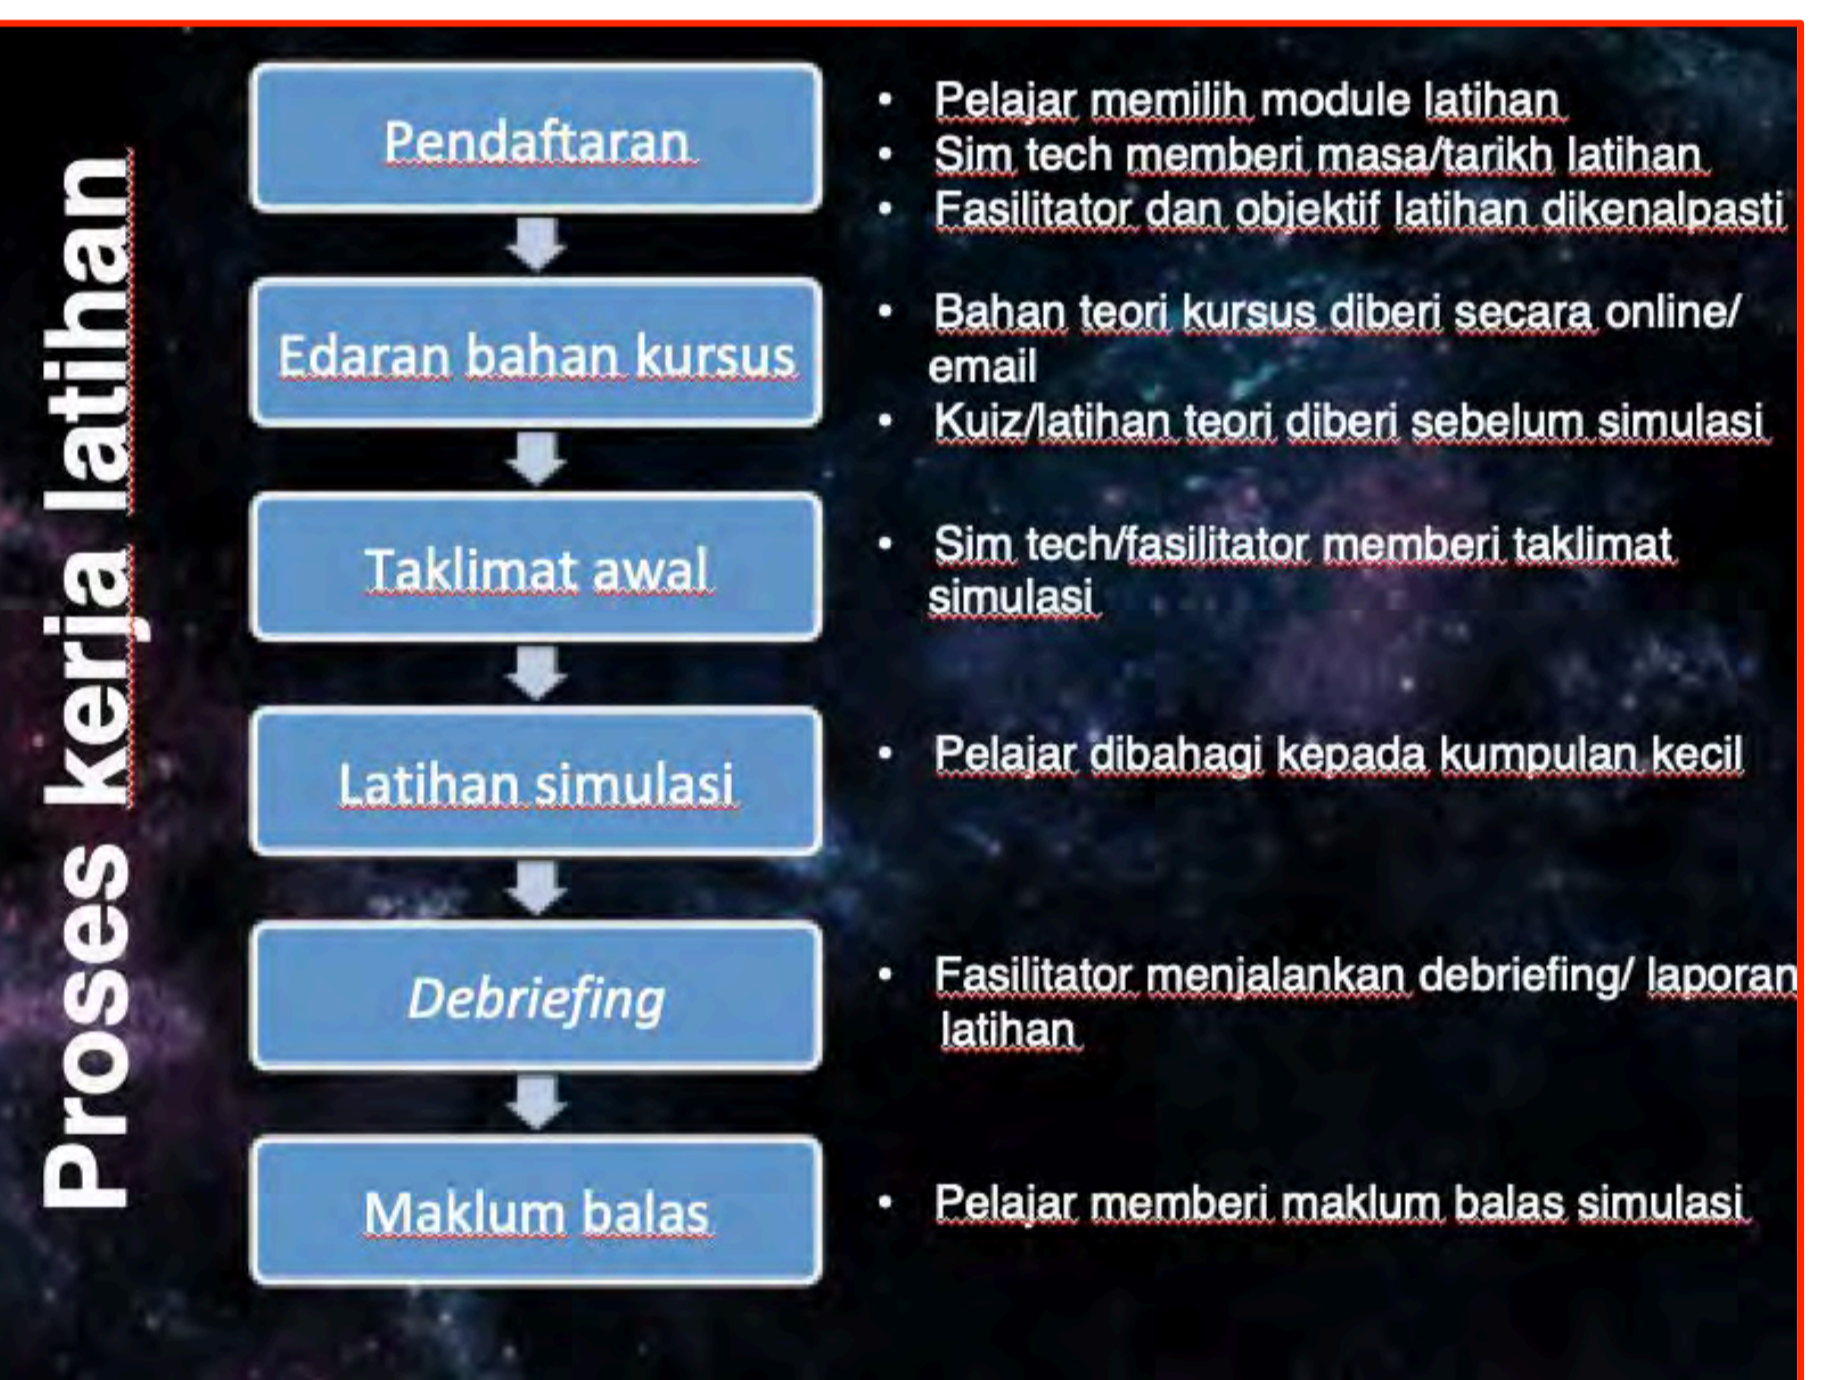 Proses kerja latihan
Pendaftaran
• Pelajar memilih module latihan
• Sim tech memberi masa/tarikh latihan
• Fasilitator dan objektif latihan dikenalpasti
Edaran bahan kursus
• Bahan teori kursus diberi secara online/
email
• Kuiz/latihan teori diberi sebelum simulasi
Taklimat awal
• Sim tech/fasilitator memberi taklimat
simulasi
Latihan simulasi
• Pelajar dibahagi kepada kumpulan kecil
Debriefing
• Fasilitator menjalankan debriefing/ laporan
latihan
Maklum balas
• Pelajar memberi maklum balas simulasi